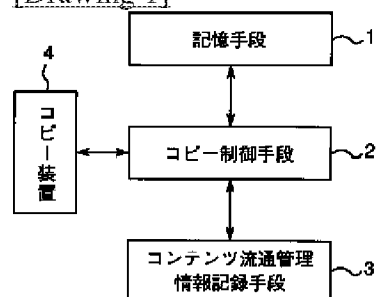 [Drawing 1]
記憶手段
1
4
コピー装置
コピー制御手段
2
コンテンツ流通管理
情報記録手段
3